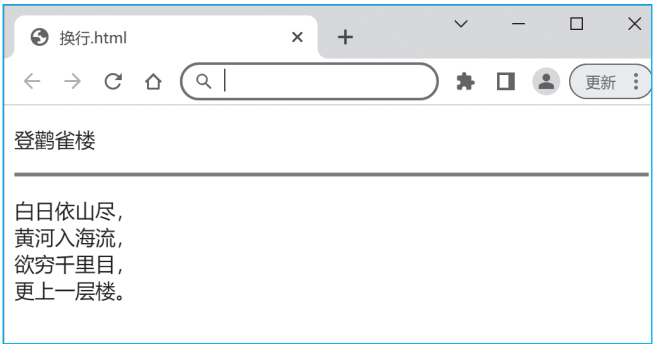 换行.html
更新
登鹳雀楼
白日依山尽，
黄河入海流，
欲穷千里目，
更上一层楼。